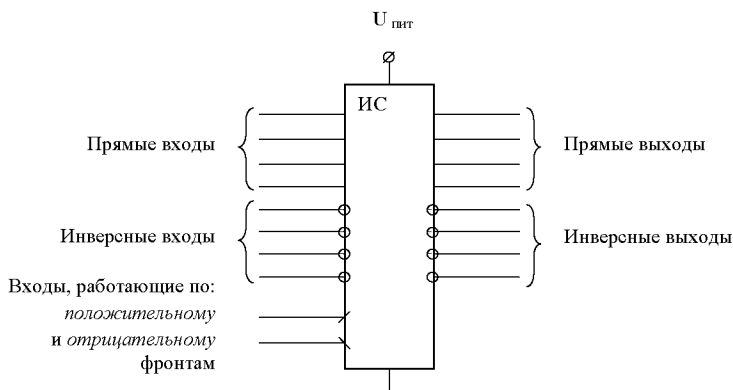 U пит
ИС
Прямые входы
Прямые выходы
Инверсные входы
Инверсные выходы
Входы, работающие по:
положительному
и отрицательному
фронтам